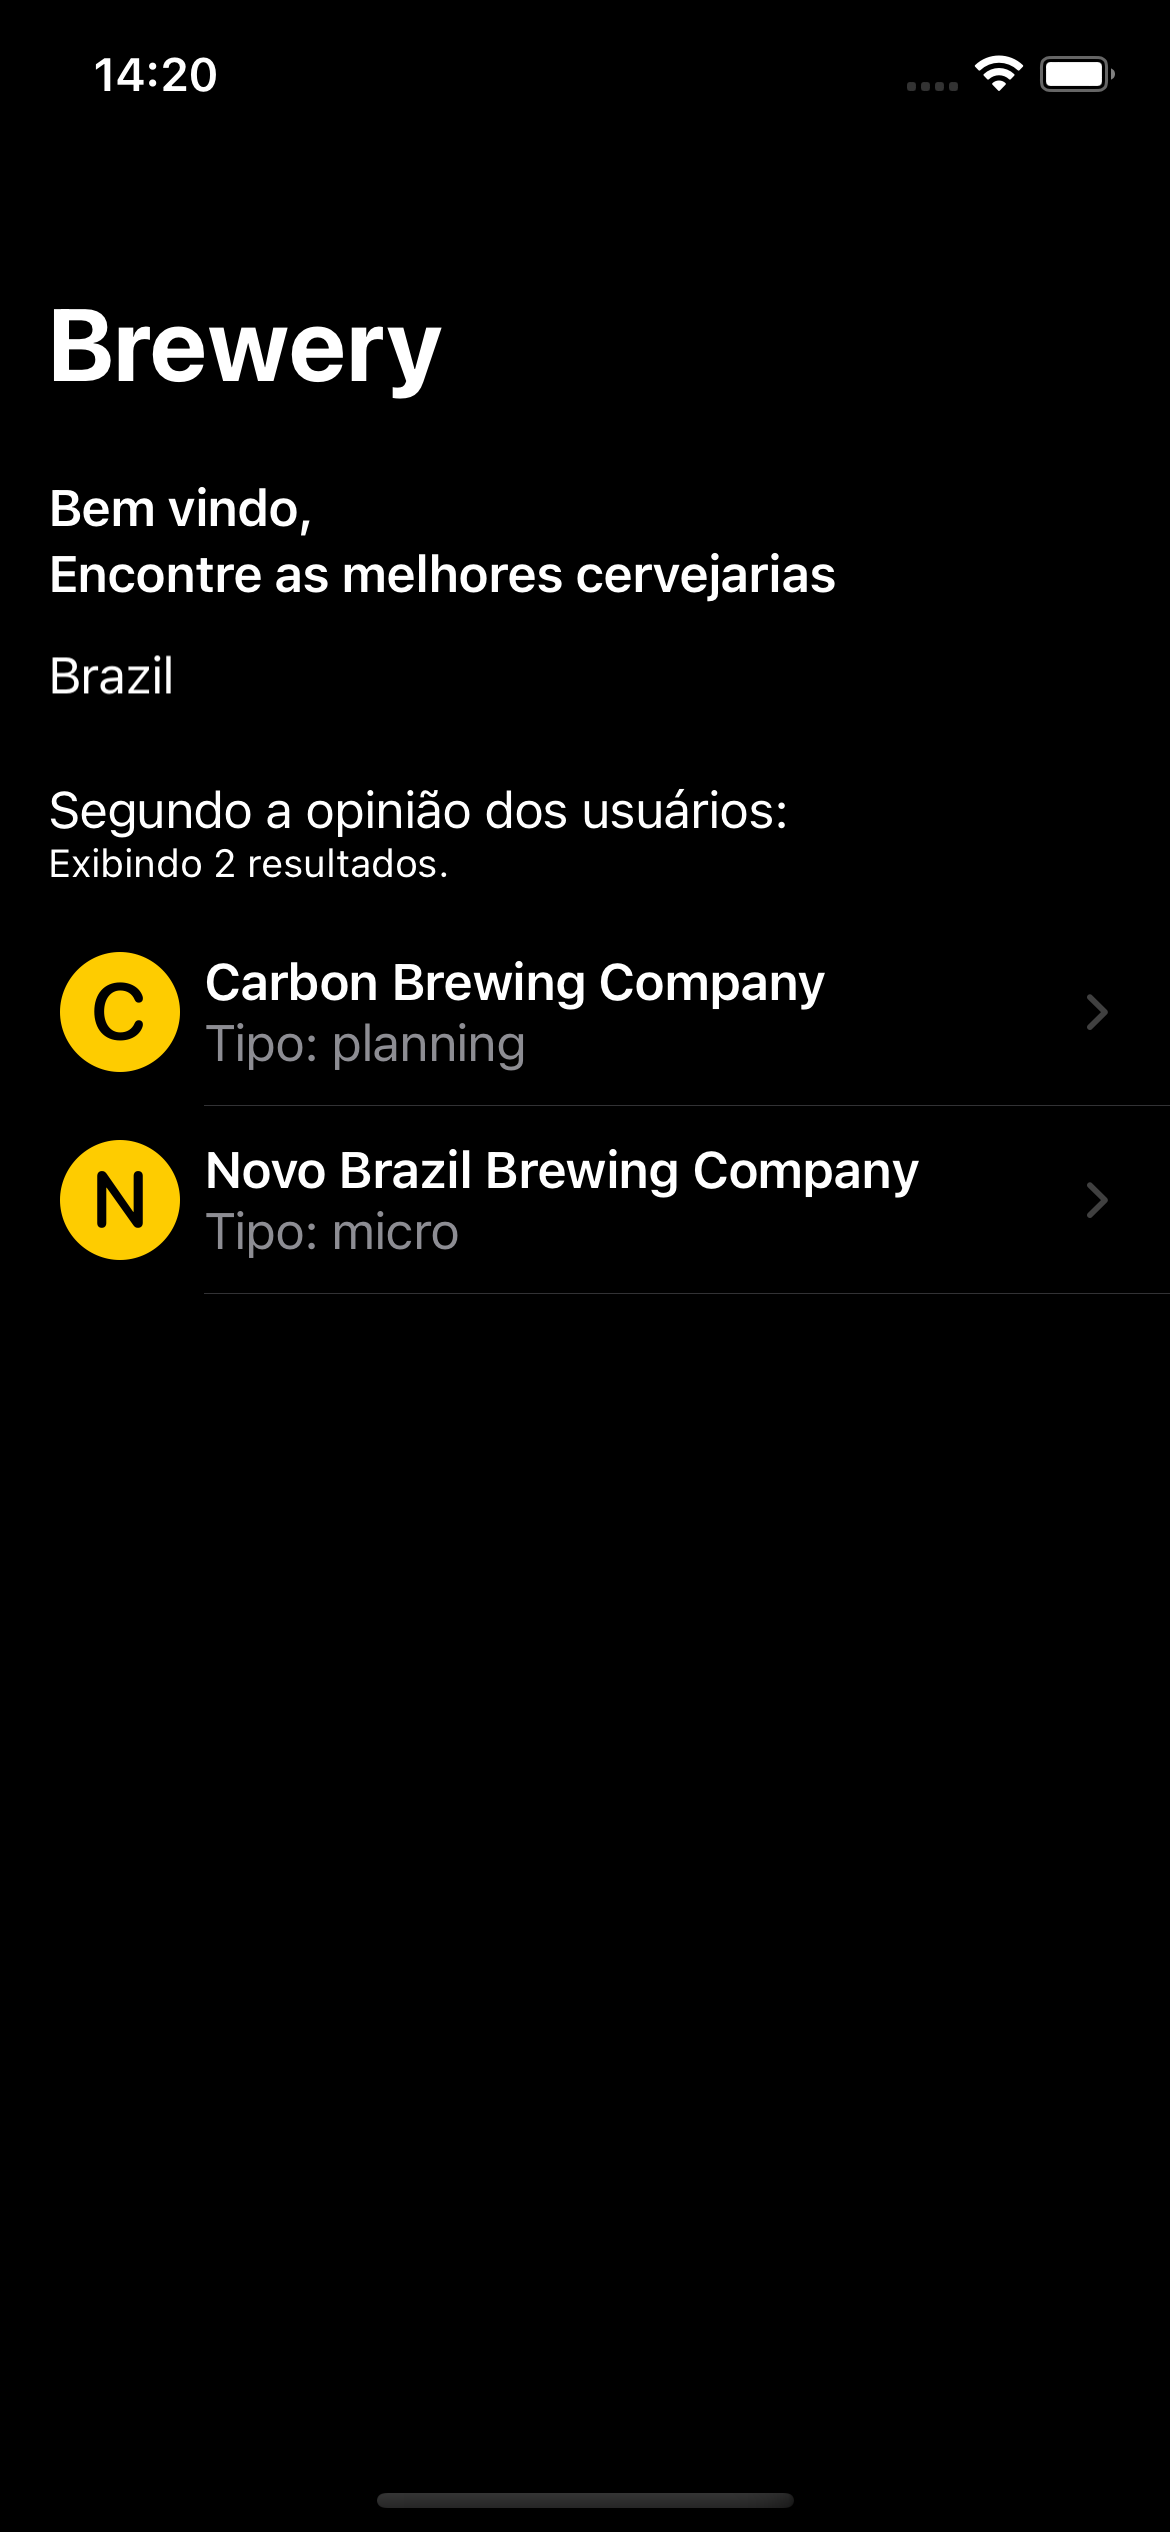 14:20
Brewery
Bem vindo,
Encontre as melhores cervejarias
Brazil
Segundo a opinião dos usuários:
Exibindo 2 resultados.
C
Carbon Brewing Company
Tipo: planning
N
Novo Brazil Brewing Company
Tipo: micro